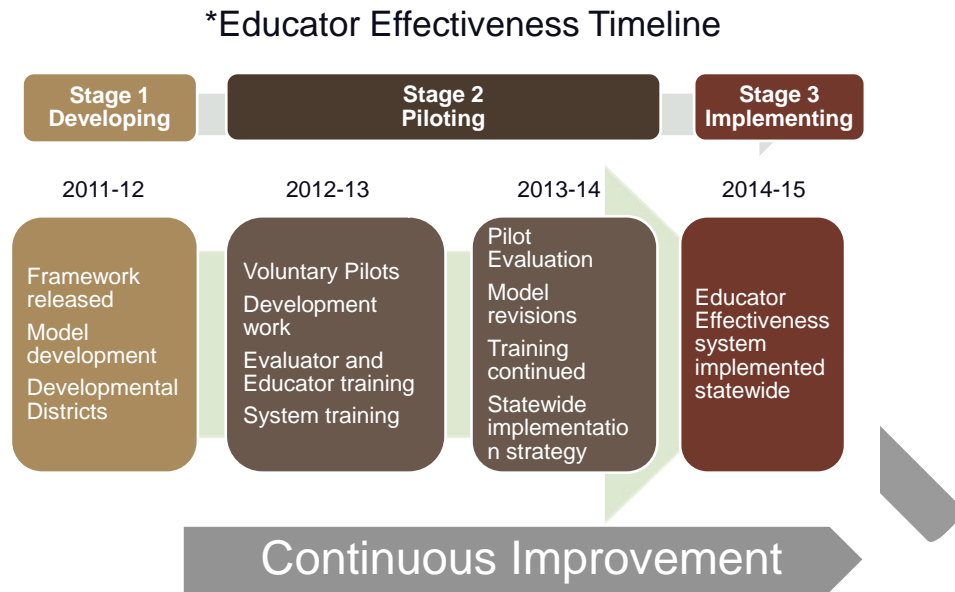 *Educator Effectiveness Timeline
Stage 1
Developing
Stage 2
Piloting
Stage 3
Implementing
2011-12
2012-13
2013-14
2014-15
Framework
released
Model
development
Developmental
Districts
Voluntary Pilots
Development
work
Evaluator and
Educator training
System training
Pilot
Evaluation
Model
revisions
Training
continued
Statewide
implementatio
n strategy
Educator
Effectiveness
system
implemented
statewide
Continuous Improvement